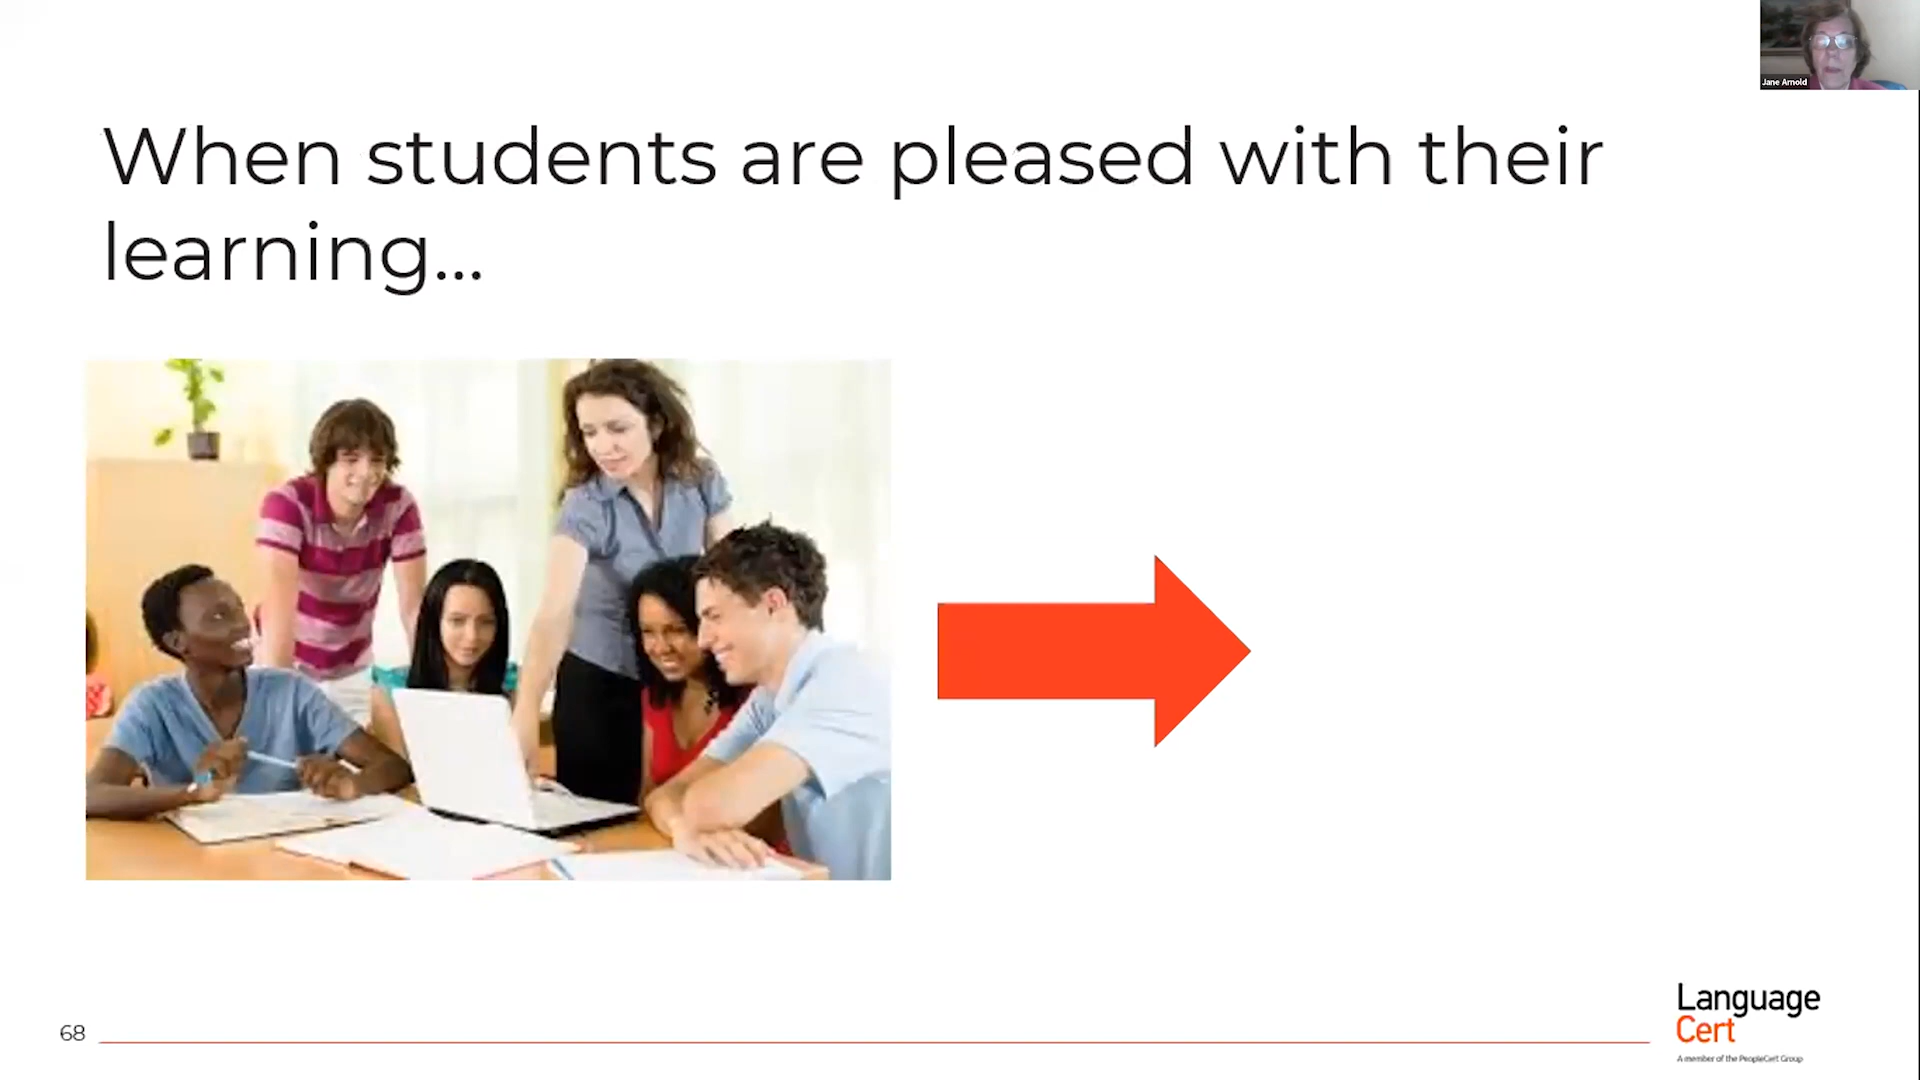 Jane Arnold
When students are pleased with their
learning...
68
Language
Cert
A member of the PeopleCert Group